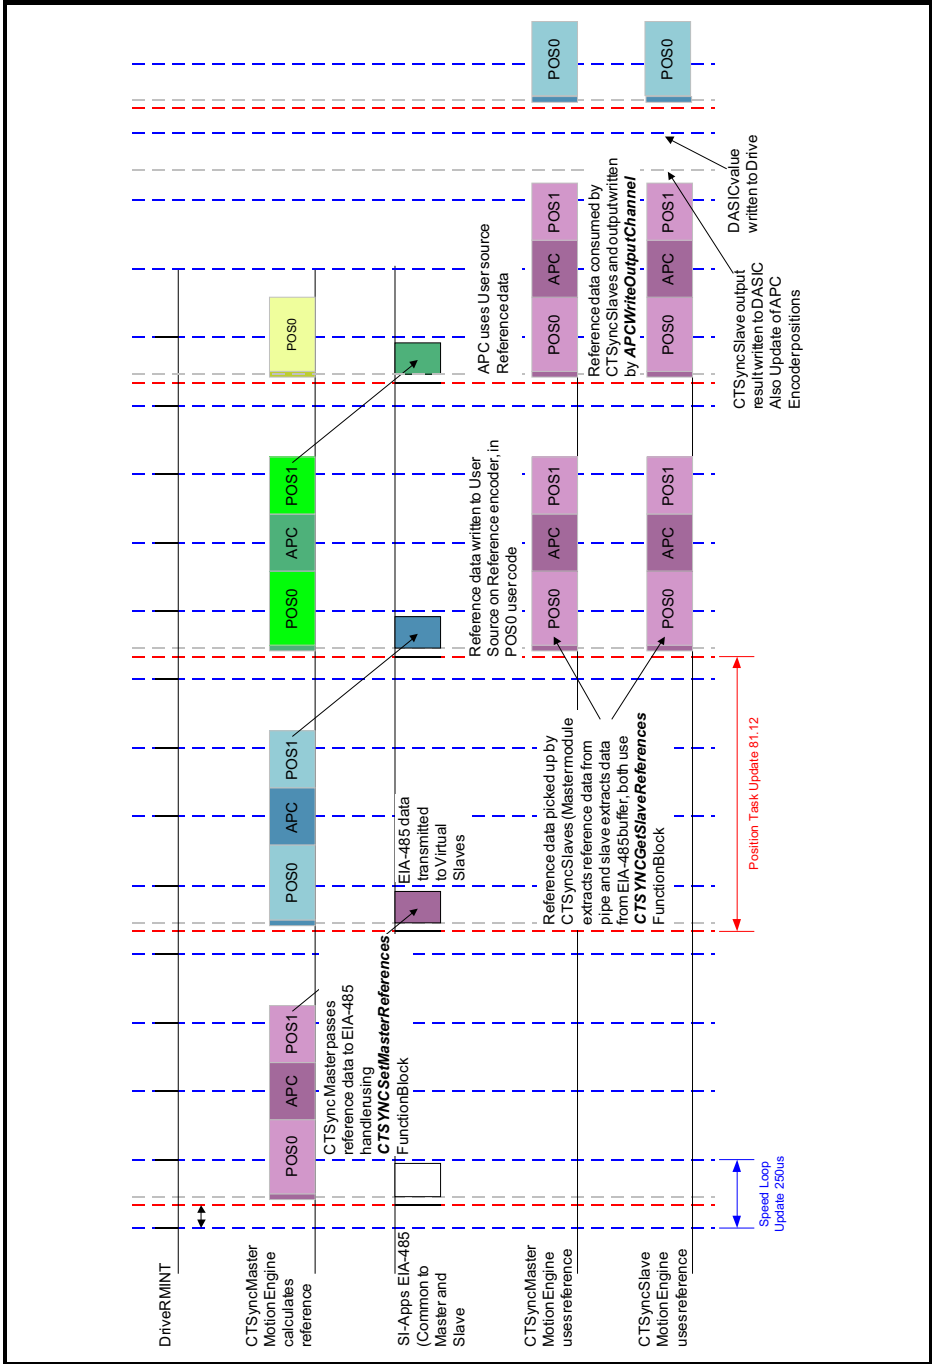 DriveRMINT
CTSyncMaster
Motion Engine
calculates
reference
POS0
APC
POS1
POS0
APC
POS1
POS0
APC
POS1
POS0
CTSync Master passes
reference data to EIA-485
handler using
CTSYNCSetMasterReferences
Function Block
SI-Apps EIA-485
(Common to
Master and
Slave
EIA-485 data
transmitted
to Virtual
Slaves
Reference data written to User
Source on Reference encoder, in
POS0 user code
APC uses User source
Reference data
CTSyncMaster
Motion Engine
uses reference
Reference data picked up by
CTSyncSlaves (Master module
extracts reference data from
pipe and slave extracts data
from EIA-485 buffer, both use
CTSYNCGetSlaveReferences
Function Block
POS0
APC
POS1
POS0
APC
POS1
POS0
Reference data consumed by
CTSyncSlaves and output written
by APCWriteOutputChannel
CTSyncSlave
Motion Engine
uses reference
POS0
APC
POS1
POS0
APC
POS1
POS0
Speed Loop
Update 250us
Position Task Update 81.12
CTSyncSlave output
result written to DASIC
Also Update of APC
Encoder positions
DASIC value
written to Drive